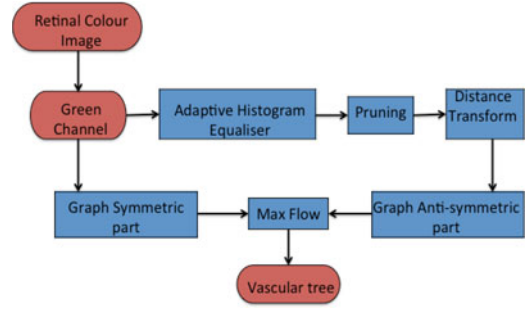 Retinal Colour
Image
Green
Channel
Adaptive Histogram
Equaliser
Pruning
Distance
Transform
Graph Symmetric
part
Max Flow
Graph Anti-symmetric
part
Vascular tree